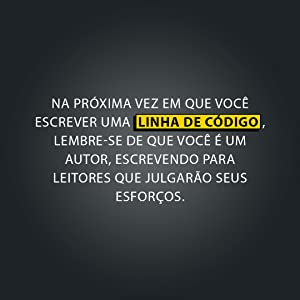 NA PRÓXIMA VEZ EM QUE VOCÊ
ESCREVER UMA LINHA DE CÓDIGO,
LEMBRE-SE DE QUE VOCÊ É UM
AUTOR, ESCREVENDO PARA
LEITORES QUE JULGARÃO SEUS
ESFORÇOS.